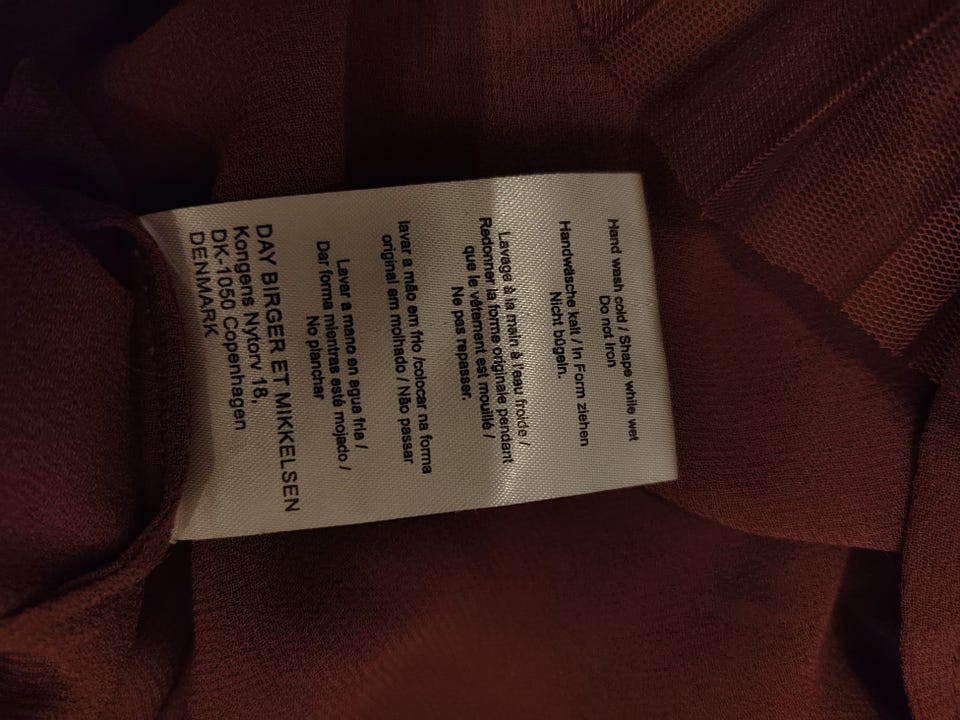 Hand wash cold / Shape while wet
Do not Iron
Handwäsche kalt / In Form ziehen
Nicht bügeln.
Lavage à la main à l'eau froide /
Redonner la forme originale pendant
que le vêtement est mouillé /
Ne pas repasser.
lavar a mão em frio /colocar na forma
original em molhado / Não passar
Lavar a mano en agua fria /
Dar forma mientras esté mojado /
No planchar
DAY BIRGER ET MIKKELSEN
Kongens Nytorv 18,
DK-1050 Copenhagen
DENMARK